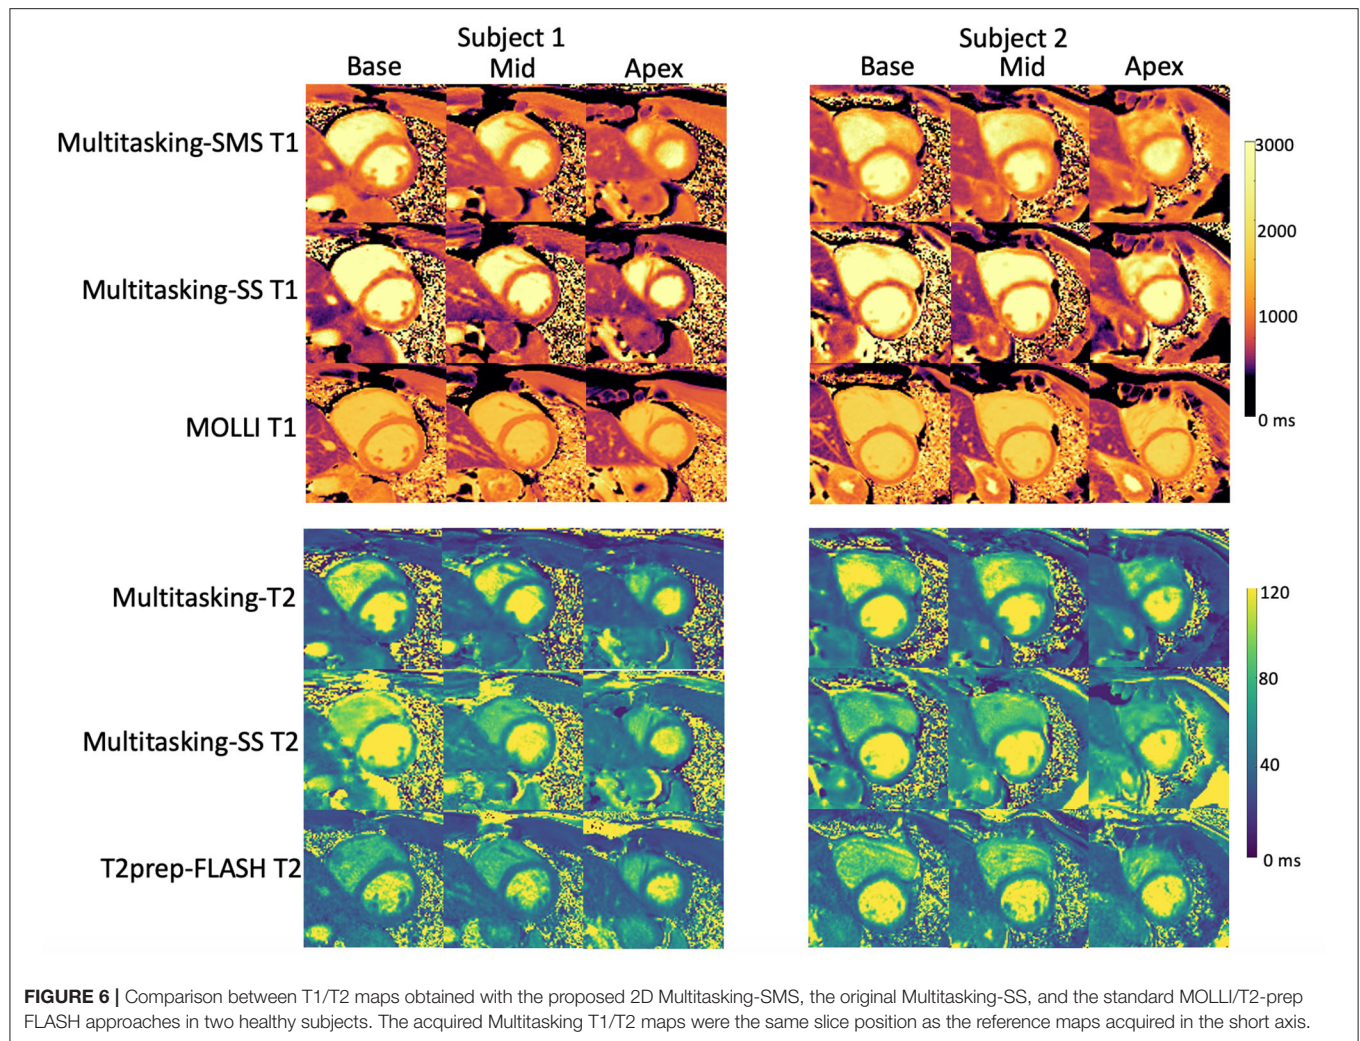 Subject 1
Subject 2
Base Mid Apex
Base Mid Apex
Multitasking-SMS T1
Multitasking-SS T1
MOLLI T1
3000
2000
1000
0 ms
Multitasking-T2
Multitasking-SS T2
T2prep-FLASH T2
120
80
40
0 ms
FIGURE 6 | Comparison between T1/T2 maps obtained with the proposed 2D Multitasking-SMS, the original Multitasking-SS, and the standard MOLLI/T2-prep
FLASH approaches in two healthy subjects. The acquired Multitasking T1/T2 maps were the same slice position as the reference maps acquired in the short axis.